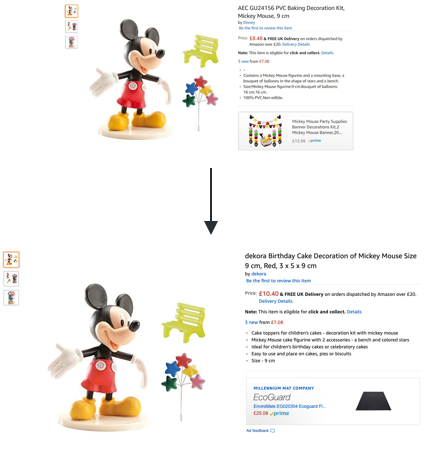 AEC GU24156 PVC Baking Decoration Kit,
Mickey Mouse, 9 cm
by Disney
Be the first to review this item
Price: £8.48 & FREE UK Delivery on orders dispatched by
Amazon over £20. Delivery Details
Note: This item is eligible for click and collect. Details
3 new from £7.08
Contains a Mickey Mouse figurine and a mounting base, a
bouquet of balloons in the shape of stars and a bench.
Size:Mickey Mouse figurine 9 cm.Bouquet of balloons
16 cm.16 cm.
100% PVC.Non-edible.
Mickey Mouse Party Supplies
Banner Decorations Kit,2
Mickey Mouse Banner,20...
£12.99 prime
dekora Birthday Cake Decoration of Mickey Mouse Size
9 cm, Red, 3 x 5 x 9 cm
by dekora
Be the first to review this item
Price: £10.40 & FREE UK Delivery on orders dispatched by Amazon over £20.
Delivery Details
Note: This item is eligible for click and collect. Details
3 new from £7.08
Cake toppers for children's cakes - decoration kit with mickey mouse
Mickey Mouse cake figurine with 2 accessories - a bench and colored stars
Ideal for children's birthday cakes or celebratory cakes
Easy to use and place on cakes, pies or biscuits
Size - 9 cm
MILLENNIUM MAT COMPANY
EcoGuard
EnviroMats EG020304 Ecoguard Fl...
£25.08 prime
Ad feedback